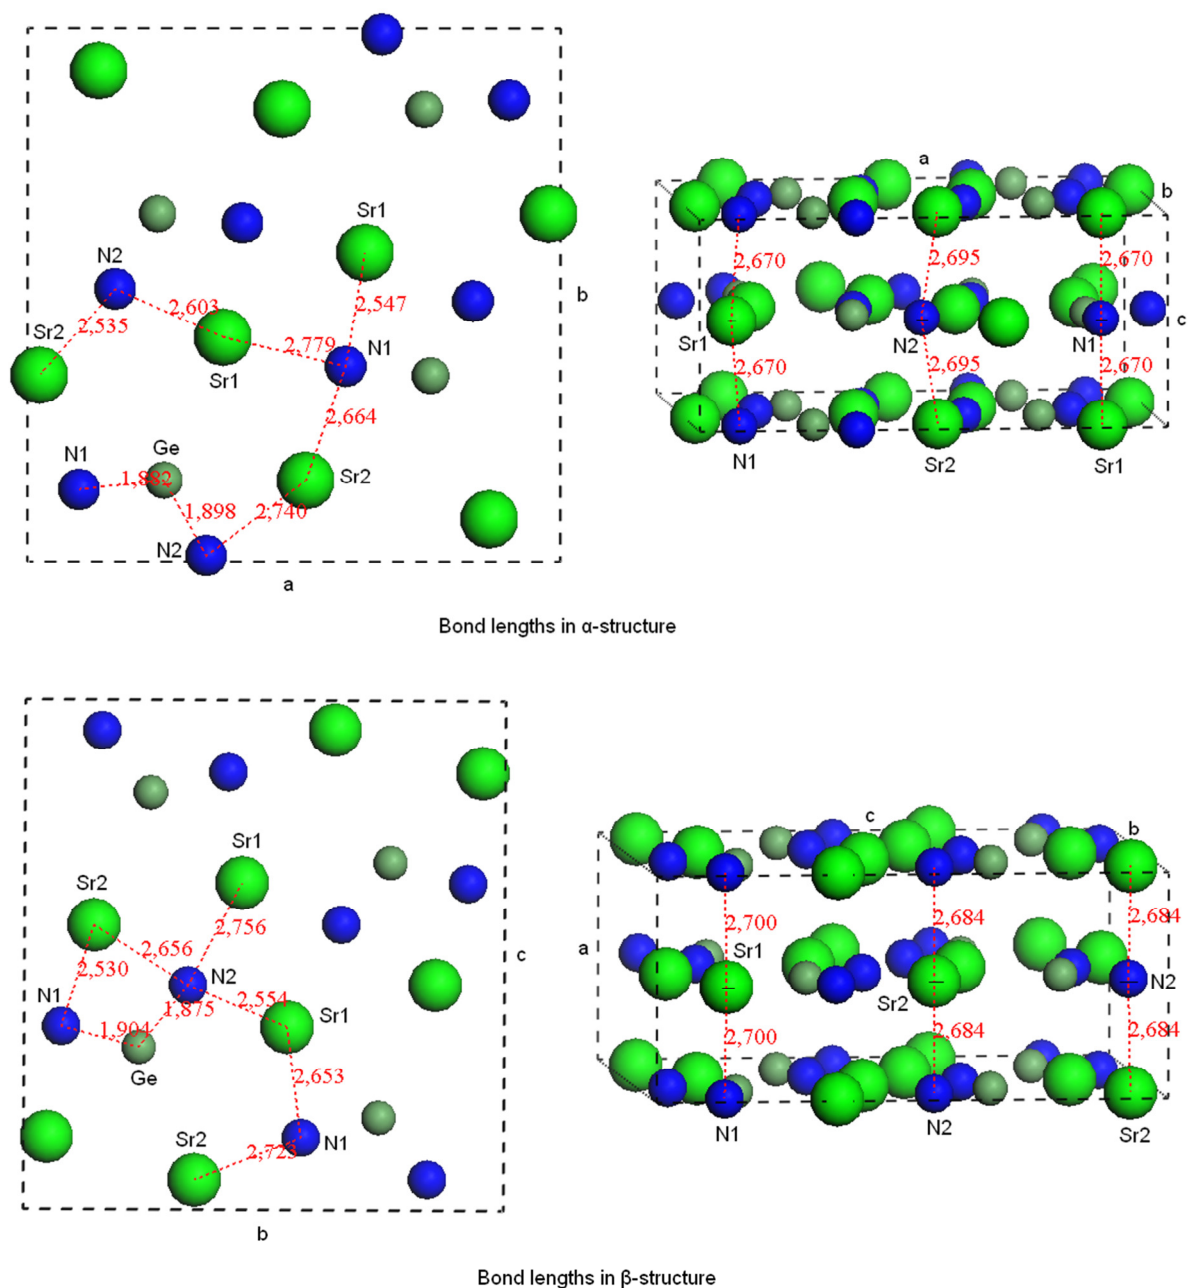 Sr1
N2
b
2,603
2,547
2,535
Sr2
2,779
N1
Sr1
2,664
N1
Ge
1,882
Sr2
1,898
2,740
N2
a
a
b
2,670
2,695
2,670
Sr1
N2
N1
c
2,670
2,695
2,670
N1
Sr2
Sr1
Bond lengths in α-structure
Sr1
Sr2
2,756
2,656
c
2,530
N2
N1
2,554
1,904
1,875
Sr1
Ge
2,653
Sr2
N1
2,723
b
c
b
2,700
2,684
2,684
a
Sr1
Sr2
N2
2,700
2,684
2,684
N1
N2
Sr2
Bond lengths in β-structure